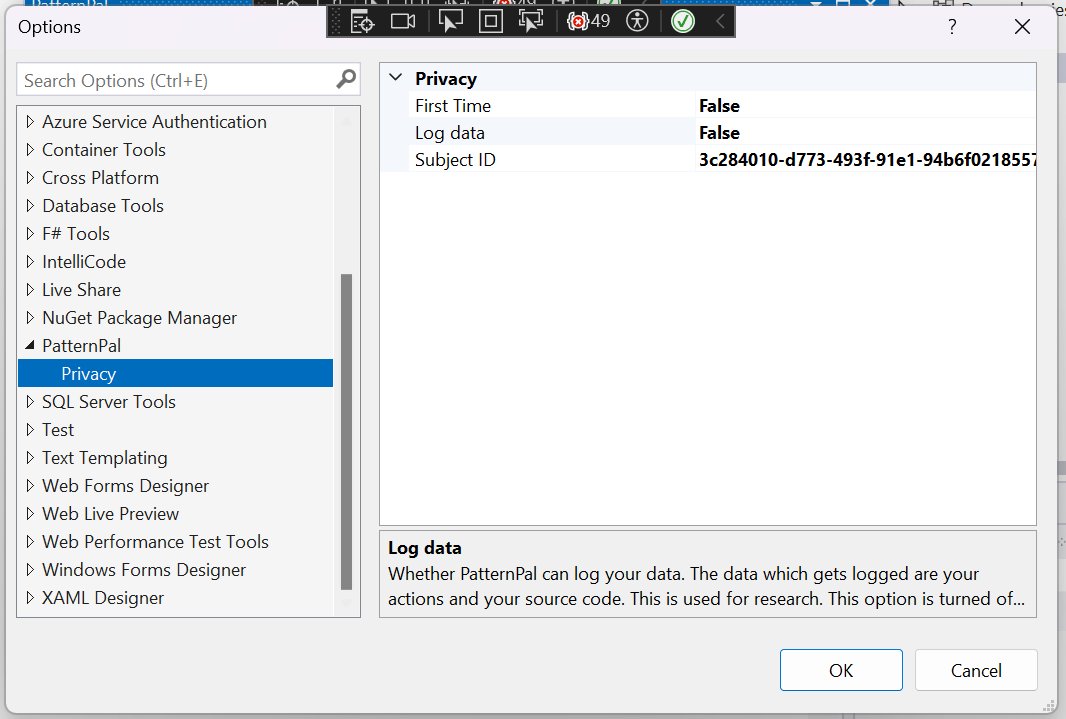 PatternPal
Options
49
?
Search Options (Ctrl+E)
Azure Service Authentication
Container Tools
Cross Platform
Database Tools
F# Tools
IntelliCode
Live Share
NuGet Package Manager
PatternPal
Privacy
SQL Server Tools
Test
Text Templating
Web Forms Designer
Web Live Preview
Web Performance Test Tools
Windows Forms Designer
XAML Designer
Privacy
First Time False
Log data False
Subject ID 3c284010-d773-493f-91e1-94b6f0218557
Log data
Whether PatternPal can log your data. The data which gets logged are your
actions and your source code. This is used for research. This option is turned of...
OK
Cancel